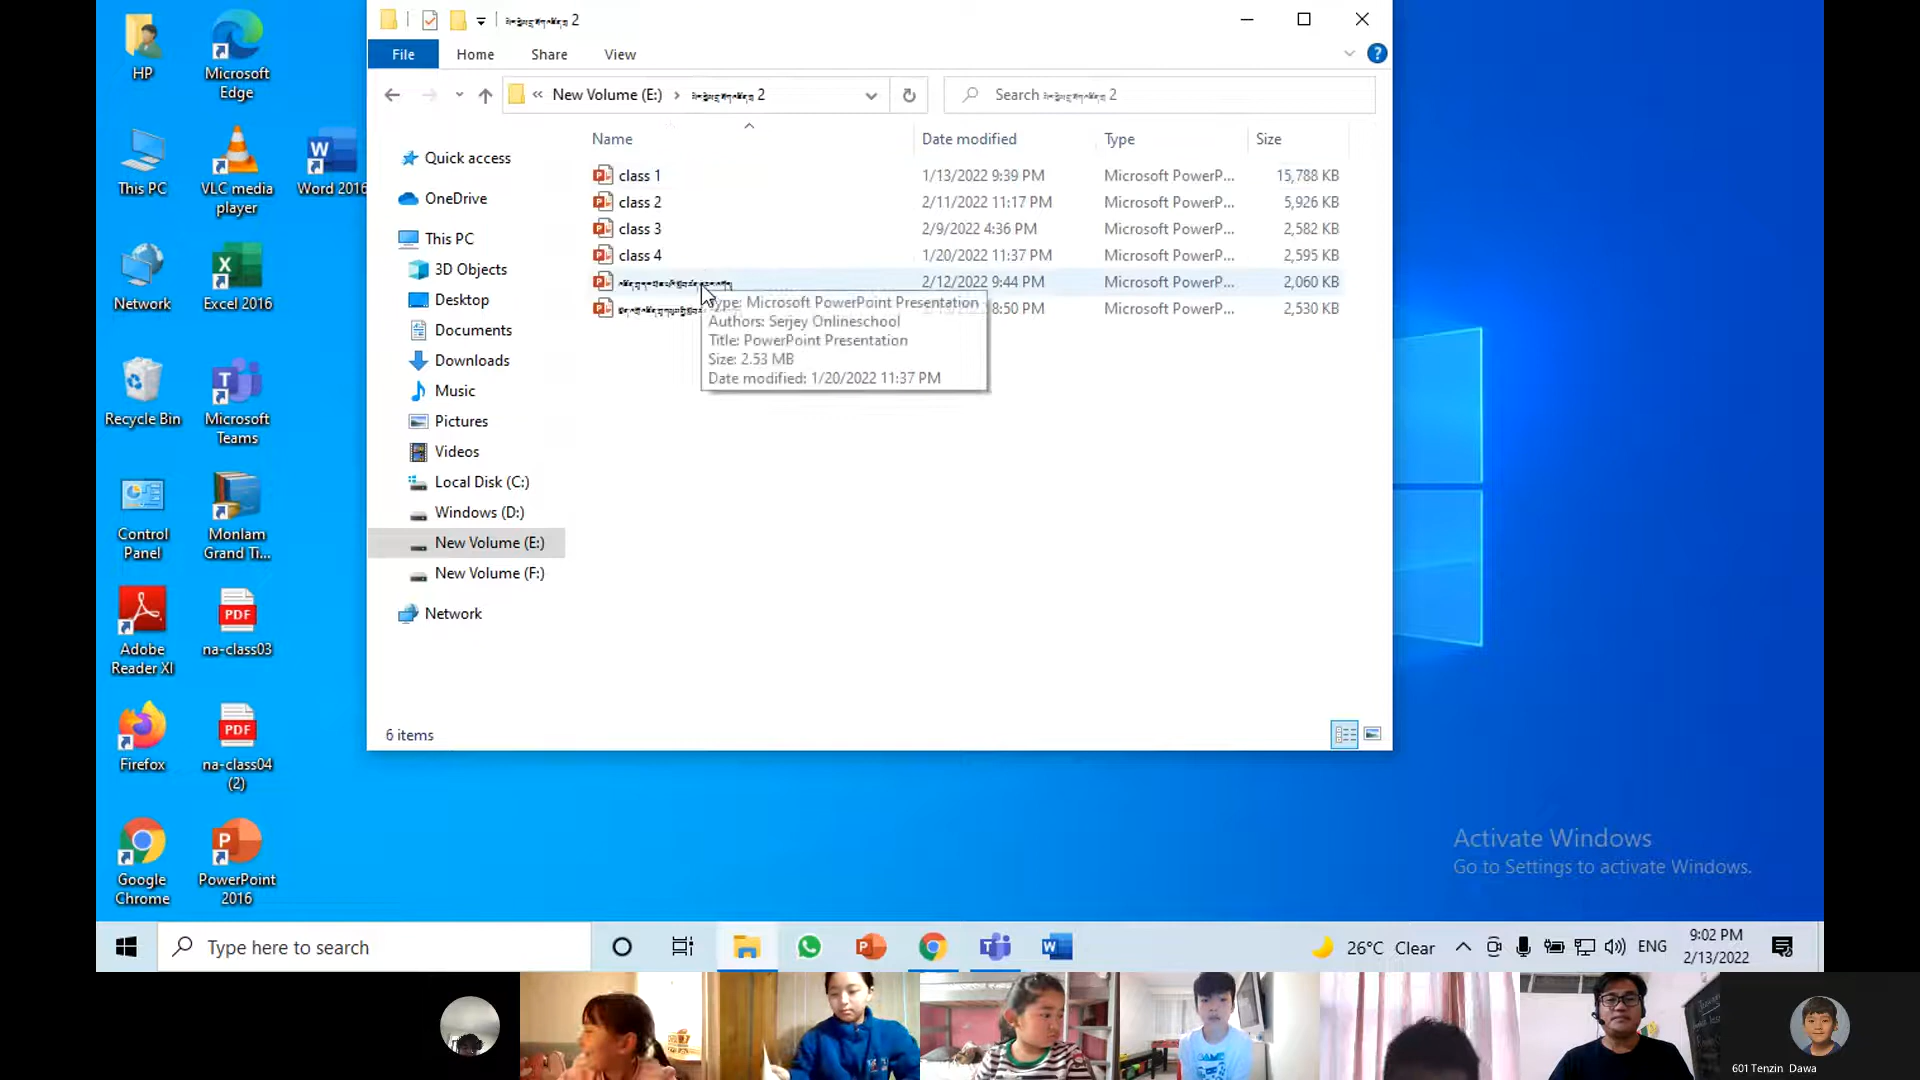 2
File
Home
Share
View
New Volume (E:)
2
Search
2
Name
Date modified
Type
Size
Quick access
OneDrive
This PC
3D Objects
Desktop
Documents
Downloads
Music
Pictures
Videos
Local Disk (C:)
Windows (D:)
New Volume (E:)
New Volume (F:)
Network
class 1 1/13/2022 9:39 PM Microsoft PowerP... 15,788 KB
class 2 2/11/2022 11:17 PM Microsoft PowerP... 5,926 KB
class 3 2/9/2022 4:36 PM Microsoft PowerP... 2,582 KB
class 4 1/20/2022 11:37 PM Microsoft PowerP... 2,595 KB
2/12/2022 9:44 PM Microsoft PowerP... 2,060 KB
8:50 PM Microsoft PowerP... 2,530 KB
Type: Microsoft PowerPoint Presentation
Authors: Serjey Onlineschool
Title: PowerPoint Presentation
Size: 2.53 MB
Date modified: 1/20/2022 11:37 PM
6 items
HP
Microsoft
Edge
This PC
VLC media
player
Word 2016
Network
Excel 2016
Recycle Bin
Microsoft
Teams
Control
Panel
Monlam
Grand Ti...
Adobe
Reader XI
PDF
na-class03
Firefox
PDF
na-class04
(2)
Google
Chrome
PowerPoint
2016
Activate Windows
Go to Settings to activate Windows.
Type here to search
26°C Clear
ENG
9:02 PM
2/13/2022
601 Tenzin Dawa